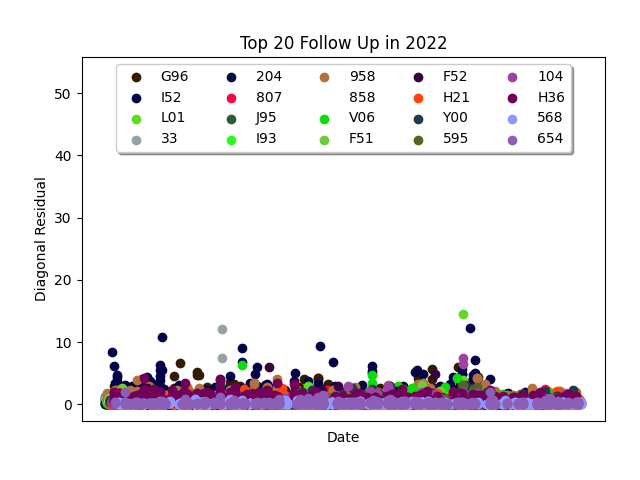 Top 20 Follow Up in 2022
G96 204 958 F52 104
I52 807 858 H21 H36
L01 J95 V06 Y00 568
33 I93 F51 595 654
50
40
30
20
10
0
Diagonal Residual
Date